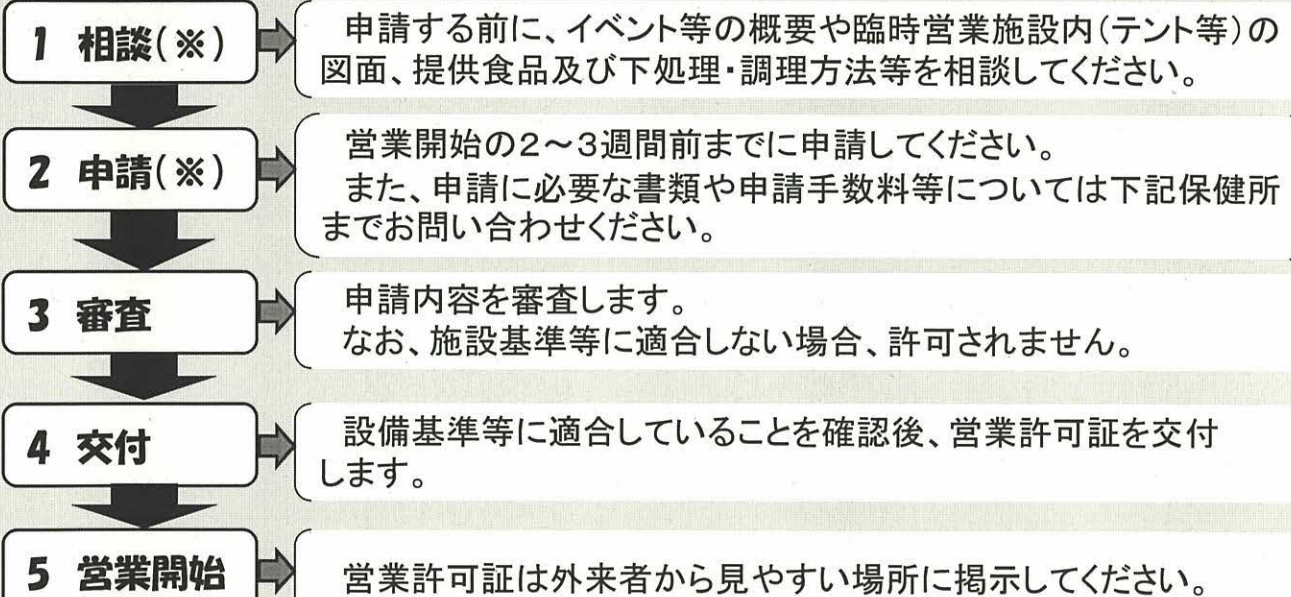 1 相談(※)
申請する前に、イベント等の概要や臨時営業施設内(テント等)の
図面、提供食品及び下処理・調理方法等を相談してください。
2 申請(※)
営業開始の2～3週間前までに申請してください。
また、申請に必要な書類や申請手数料等については下記保健所
までお問い合わせください。
3 審査
申請内容を審査します。
なお、施設基準等に適合しない場合、許可されません。
4 交付
設備基準等に適合していることを確認後、営業許可証を交付
します。
5 営業開始
営業許可証は外来者から見やすい場所に掲示してください。